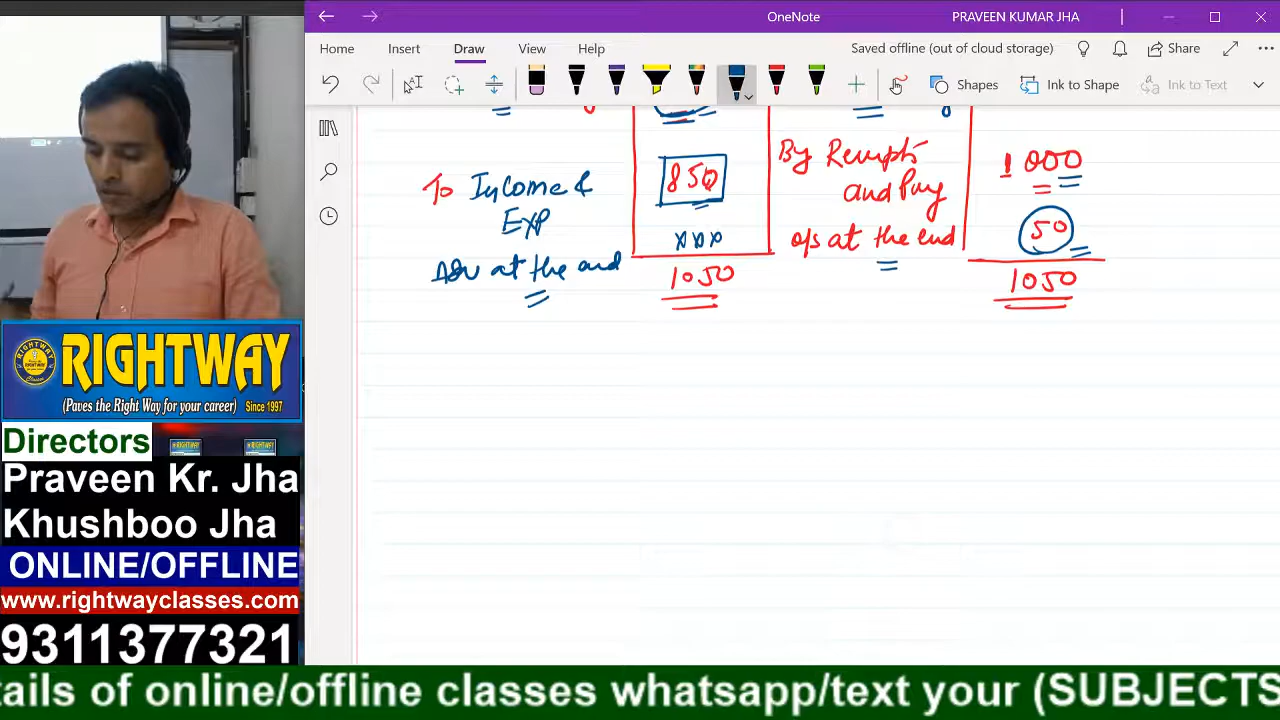 OneNote
PRAVEEN KUMAR JHA
Home Insert Draw View Help
Saved offline (out of cloud storage)
Share
Shapes
Ink to Shape
Ink to Text
To Income &
Exp
Adv at the end
850
xxx
1050
By Receipts
and Pay
o/s at the end
1000
50
1050
RIGHTWAY
(Paves the Right Way for your career) Since 1997
Directors
Praveen Kr. Jha
Khushboo Jha
ONLINE/OFFLINE
www.rightwayclasses.com
9311377321
tails of online/offline classes whatsapp/text your (SUBJECTS